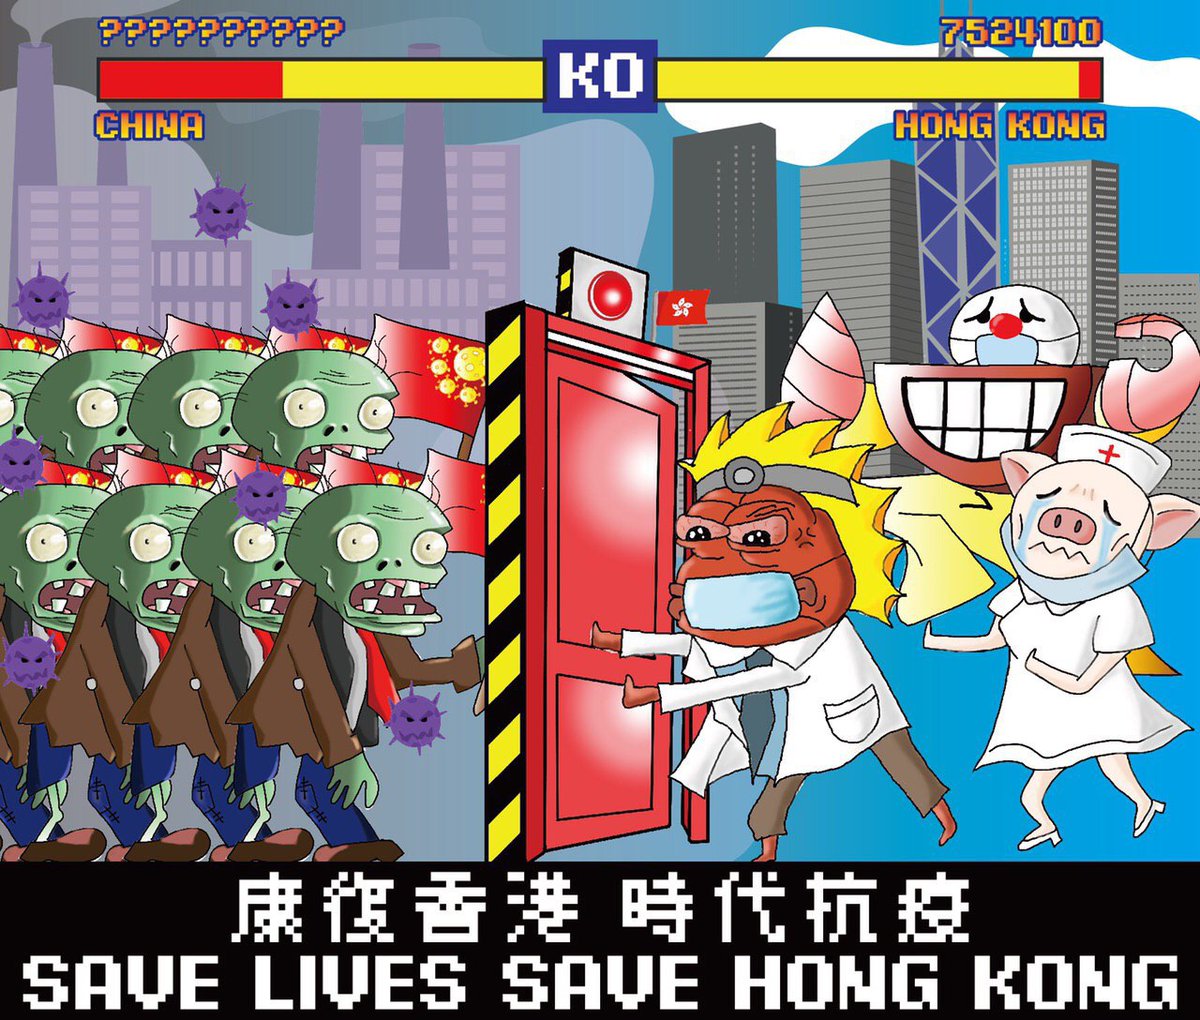 ?????????? 7524100
KO
CHINA HONG KONG
康復香港 時代抗疫
SAVE LIVES SAVE HONG KONG